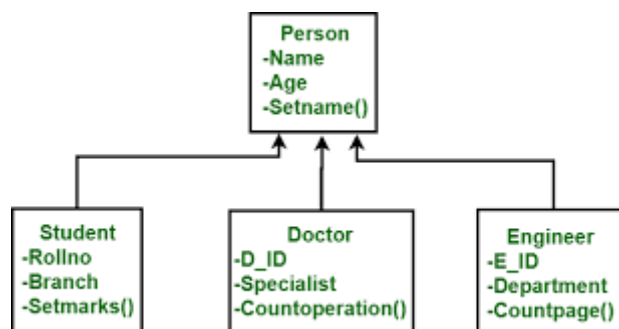 Person
-Name
-Age
-Setname()
Student
-Rollno
-Branch
-Setmarks()
Doctor
-D_ID
-Specialist
-Countoperation()
Engineer
-E_ID
-Department
-Countpage()